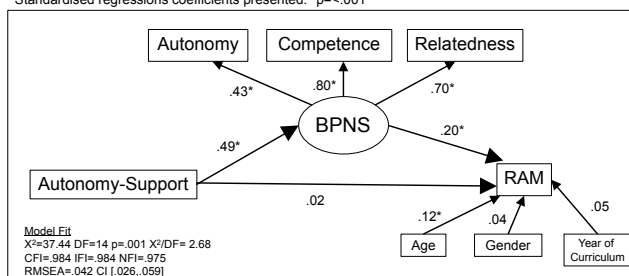 Standardised regressions coefficients presented. *p=<.001
Autonomy
Competence
Relatedness
.43*
.80*
.70*
BPNS
.49*
.20*
Autonomy-Support
RAM
.02
.12*
.04
.05
Age
Gender
Year of
Curriculum
Model Fit
X²=37.44 DF=14 p=.001 X²/DF= 2.68
CFI=.984 IFI=.984 NFI=.975
RMSEA=.042 CI [.026,.059]